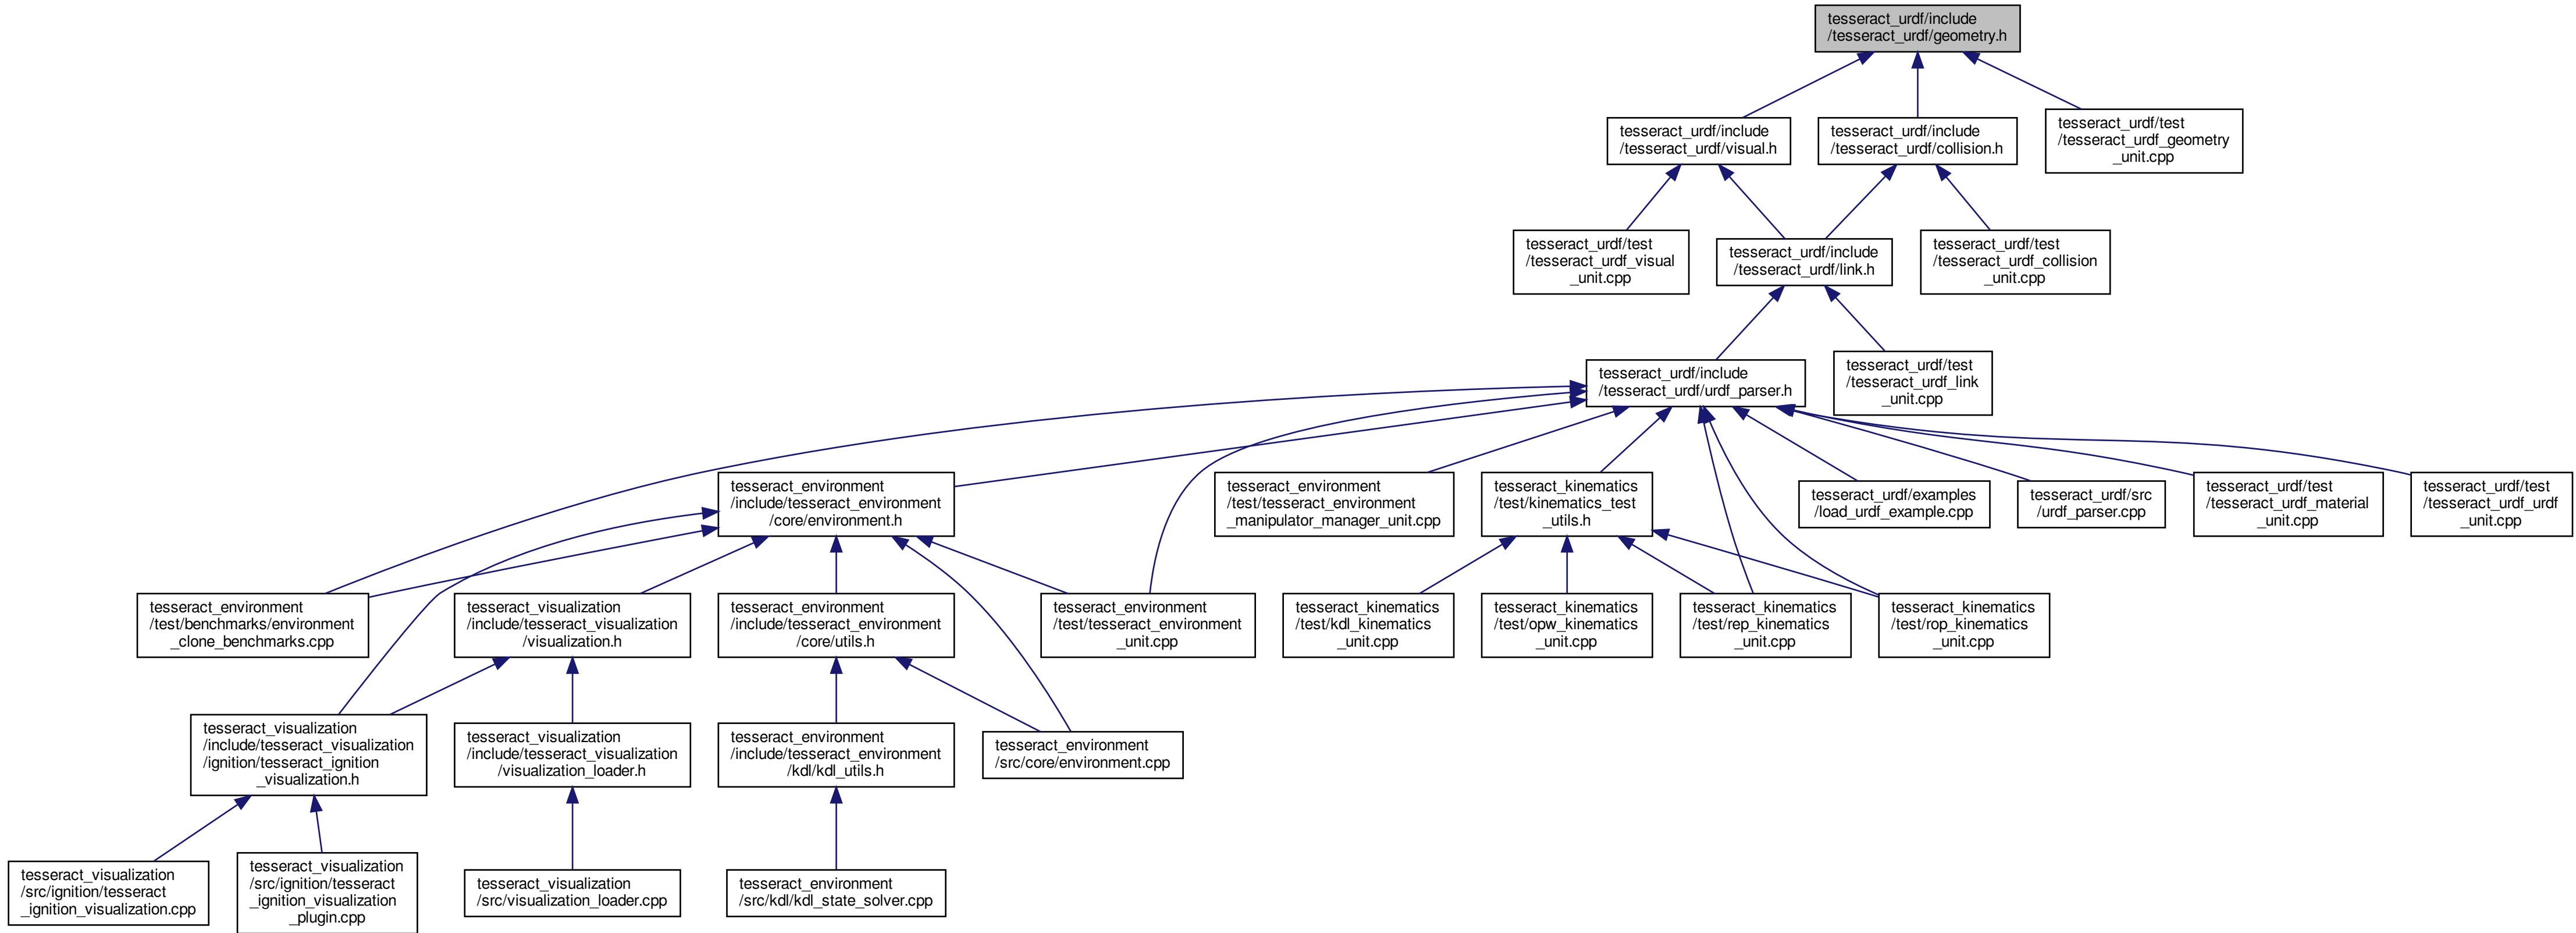 tesseract_urdf/include
/tesseract_urdf/geometry.h
tesseract_urdf/include
/tesseract_urdf/visual.h
tesseract_urdf/include
/tesseract_urdf/collision.h
tesseract_urdf/test
/tesseract_urdf_geometry
_unit.cpp
tesseract_urdf/test
/tesseract_urdf_visual
_unit.cpp
tesseract_urdf/include
/tesseract_urdf/link.h
tesseract_urdf/test
/tesseract_urdf_collision
_unit.cpp
tesseract_urdf/include
/tesseract_urdf/urdf_parser.h
tesseract_urdf/test
/tesseract_urdf_link
_unit.cpp
tesseract_environment
/include/tesseract_environment
/core/environment.h
tesseract_environment
/test/tesseract_environment
_manipulator_manager_unit.cpp
tesseract_kinematics
/test/kinematics_test
_utils.h
tesseract_urdf/examples
/load_urdf_example.cpp
tesseract_urdf/src
/urdf_parser.cpp
tesseract_urdf/test
/tesseract_urdf_material
_unit.cpp
tesseract_urdf/test
/tesseract_urdf_urdf
_unit.cpp
tesseract_environment
/test/benchmarks/environment
_clone_benchmarks.cpp
tesseract_visualization
/include/tesseract_visualization
/visualization.h
tesseract_environment
/include/tesseract_environment
/core/utils.h
tesseract_environment
/test/tesseract_environment
_unit.cpp
tesseract_kinematics
/test/kdl_kinematics
_unit.cpp
tesseract_kinematics
/test/opw_kinematics
_unit.cpp
tesseract_kinematics
/test/rep_kinematics
_unit.cpp
tesseract_kinematics
/test/rop_kinematics
_unit.cpp
tesseract_visualization
/include/tesseract_visualization
/ignition/tesseract_ignition
_visualization.h
tesseract_visualization
/include/tesseract_visualization
/visualization_loader.h
tesseract_environment
/include/tesseract_environment
/kdl/kdl_utils.h
tesseract_environment
/src/core/environment.cpp
tesseract_visualization
/src/ignition/tesseract
_ignition_visualization.cpp
tesseract_visualization
/src/ignition/tesseract
_ignition_visualization
_plugin.cpp
tesseract_visualization
/src/visualization_loader.cpp
tesseract_environment
/src/kdl/kdl_state_solver.cpp